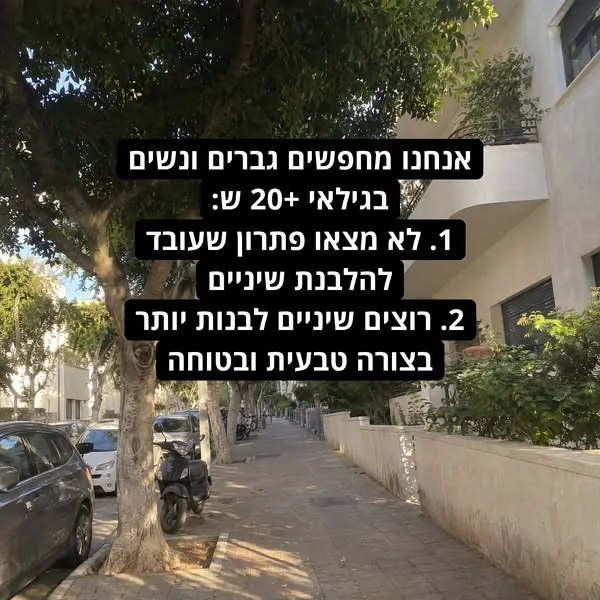 אנחנו מחפשים גברים ונשים
בגילאי +20 ש:
1. לא מצאו פתרון שעובד
להלבנת שיניים
2. רוצים שיניים לבנות יותר
בצורה טבעית ובטוחה